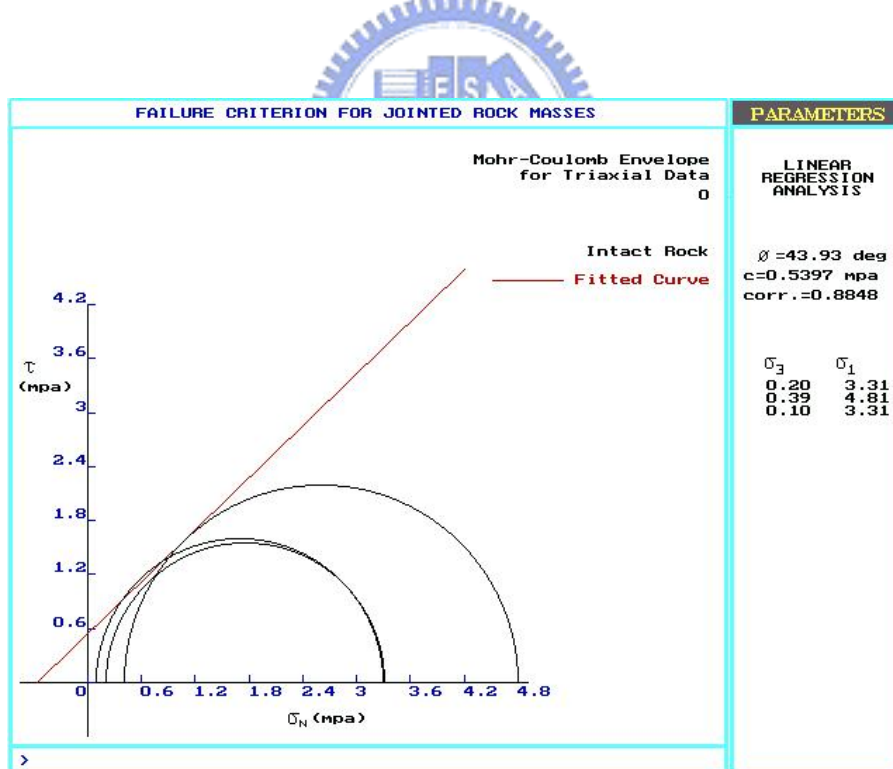 ES A
FAILURE CRITERION FOR JOINTED ROCK MASSES
PARAMETERS
Mohr-Coulomb Envelope
for Triaxial Data
0
Intact Rock
Fitted Curve
LINEAR
REGRESSION
ANALYSIS
Ø =43.93 deg
c=0.5397 mpa
corr.=0.8848
σ3 σ1
0.20 3.31
0.39 4.81
0.10 3.31
4.2
3.6
τ
(mpa)
3
2.4
1.8
1.2
0.6
0 0.6 1.2 1.8 2.4 3 3.6 4.2 4.8
σN (mpa)
>